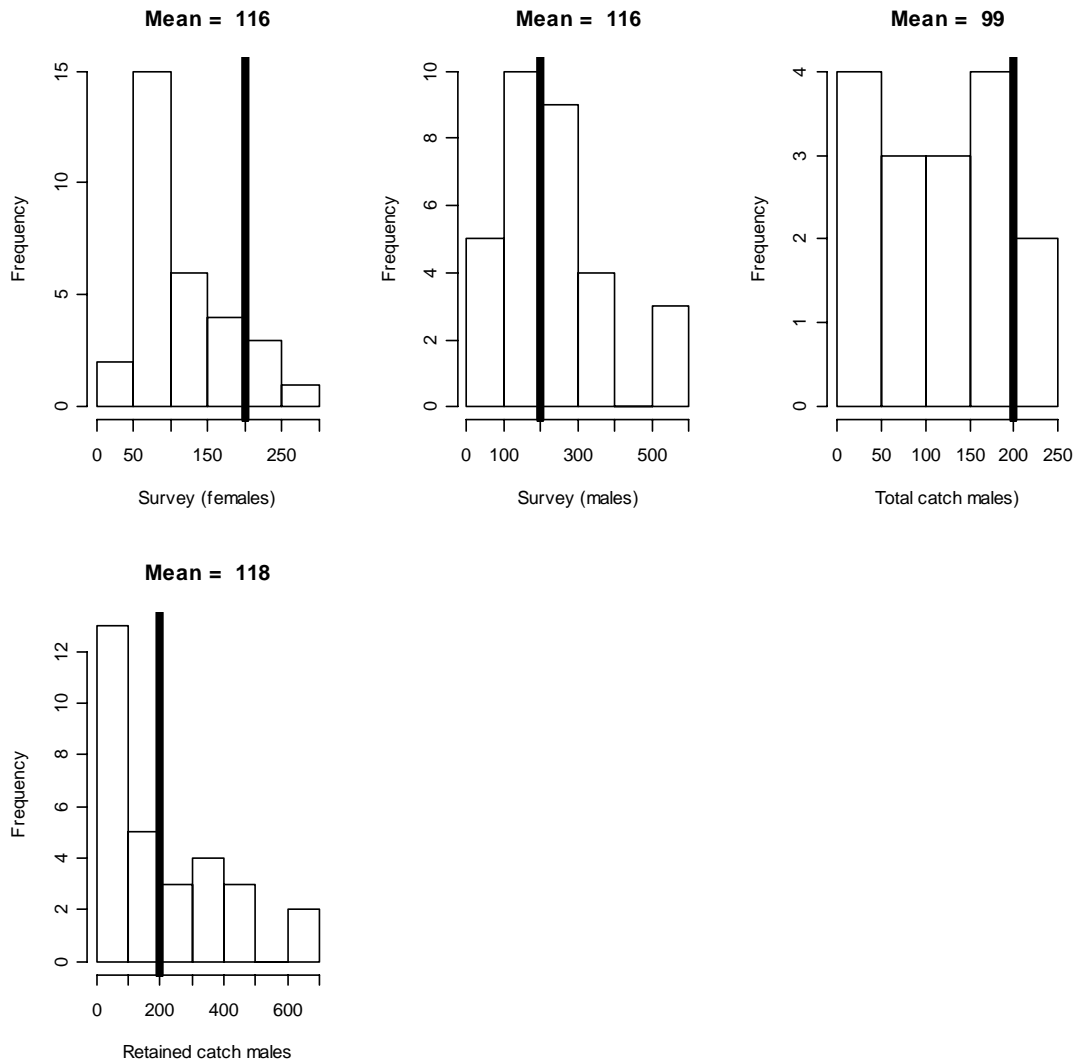 Mean = 116
Frequency
0 5 10 15
0 50 150 250
Survey (females)
Mean = 116
Frequency
0 2 4 6 8 10
0 100 300 500
Survey (males)
Mean = 99
Frequency
0 1 2 3 4
0 50 100 150 200 250
Total catch males)
Mean = 118
Frequency
0 2 4 6 8 10 12
0 200 400 600
Retained catch males